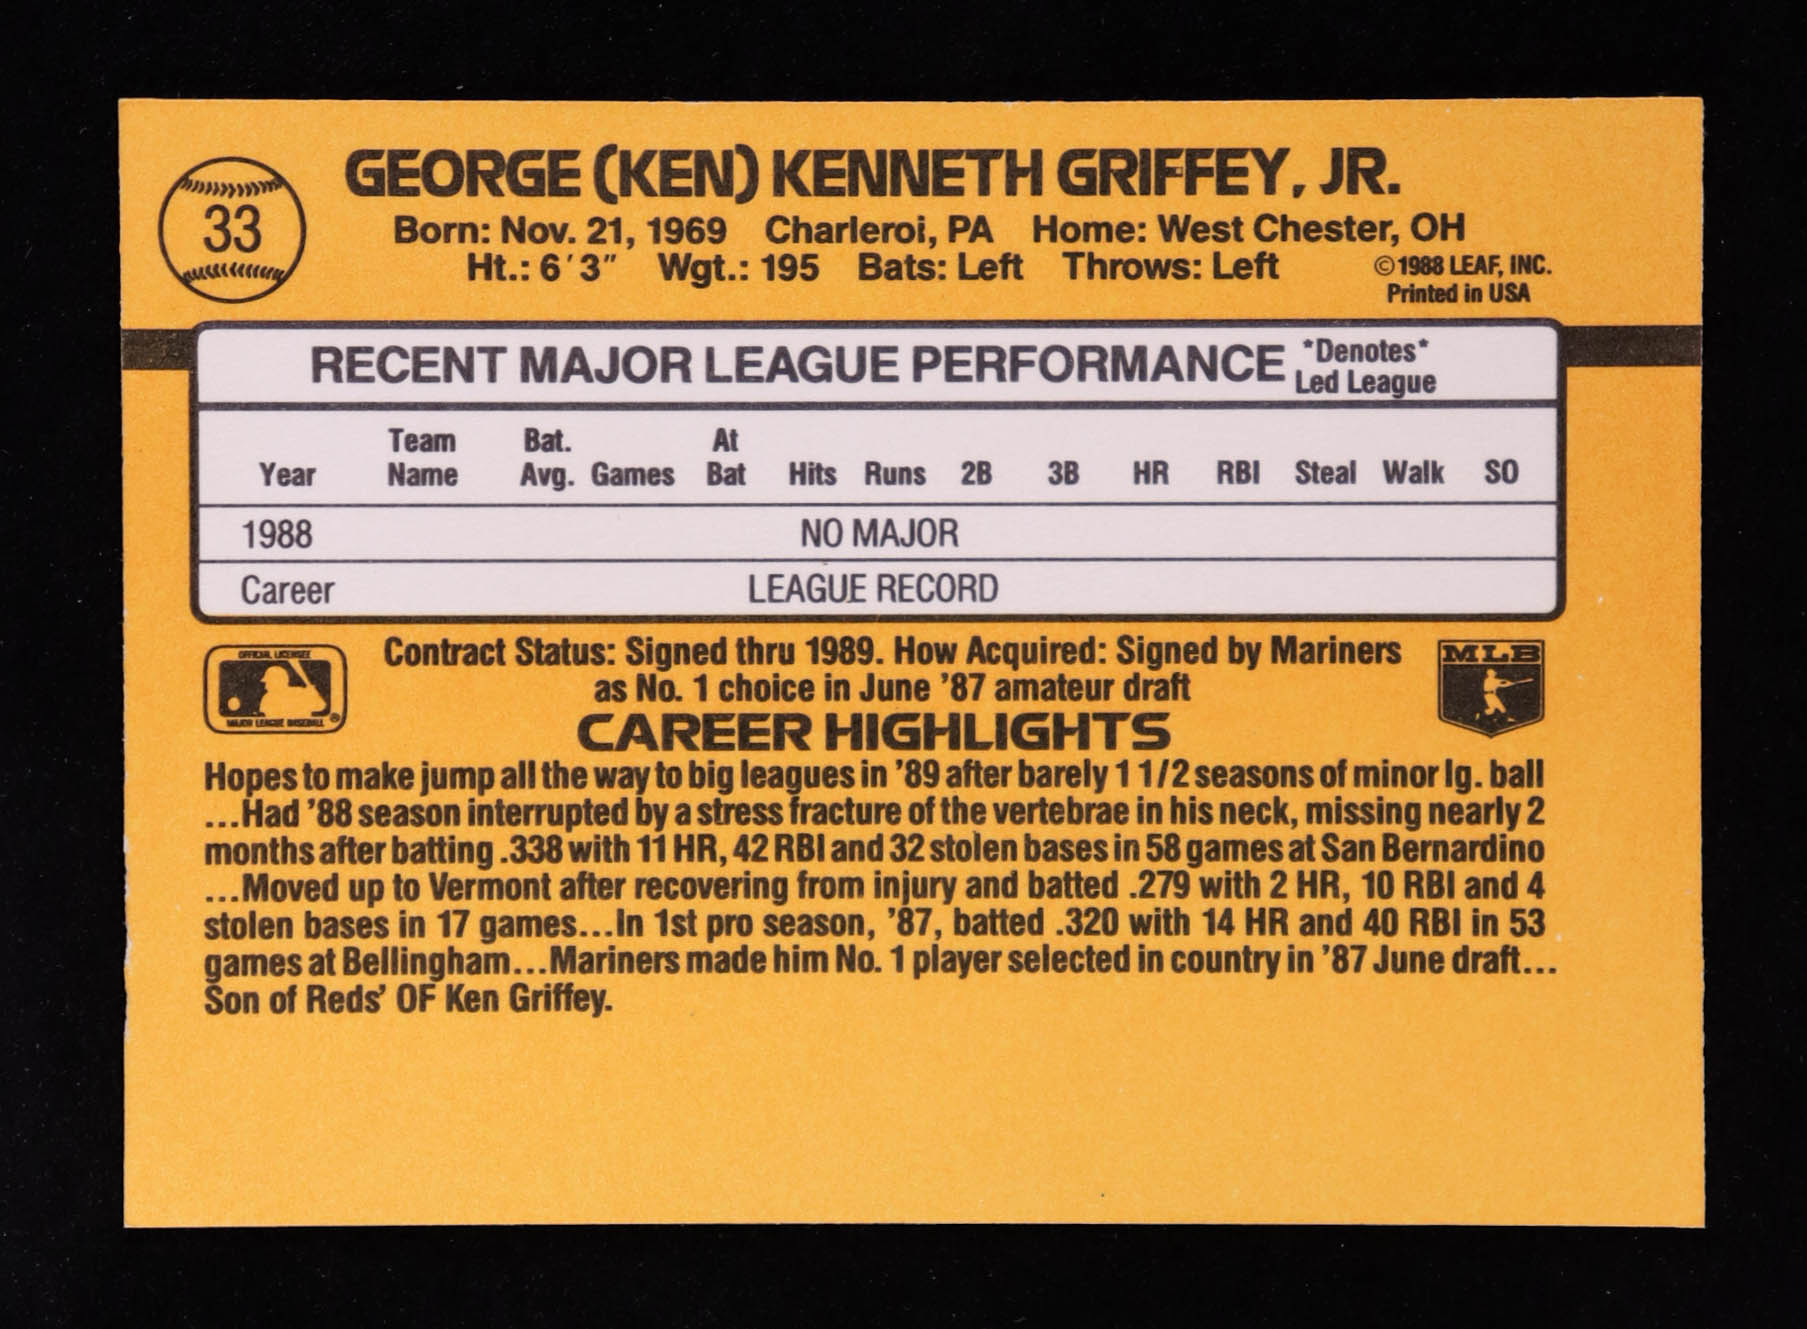 33
GEORGE (KEN) KENNETH GRIFFEY, JR.
Born: Nov. 21, 1969 Charleroi, PA Home: West Chester, OH
Ht.: 6'3" Wgt.: 195 Bats: Left Throws: Left
©1988 LEAF, INC.
Printed in USA
RECENT MAJOR LEAGUE PERFORMANCE *Denotes* Led League
Year Team Name Bat. Avg. Games At Bat Hits Runs 2B 3B HR RBI Steal Walk SO
1988 NO MAJOR
Career LEAGUE RECORD
OFFICIAL LICENSEE
MAJOR LEAGUE BASEBALL ®
Contract Status: Signed thru 1989. How Acquired: Signed by Mariners
as No. 1 choice in June '87 amateur draft
MLB
CAREER HIGHLIGHTS
Hopes to make jump all the way to big leagues in '89 after barely 1 1/2 seasons of minor lg. ball
...Had '88 season interrupted by a stress fracture of the vertebrae in his neck, missing nearly 2
months after batting .338 with 11 HR, 42 RBI and 32 stolen bases in 58 games at San Bernardino
...Moved up to Vermont after recovering from injury and batted .279 with 2 HR, 10 RBI and 4
stolen bases in 17 games...In 1st pro season, '87, batted .320 with 14 HR and 40 RBI in 53
games at Bellingham...Mariners made him No. 1 player selected in country in '87 June draft...
Son of Reds' OF Ken Griffey.